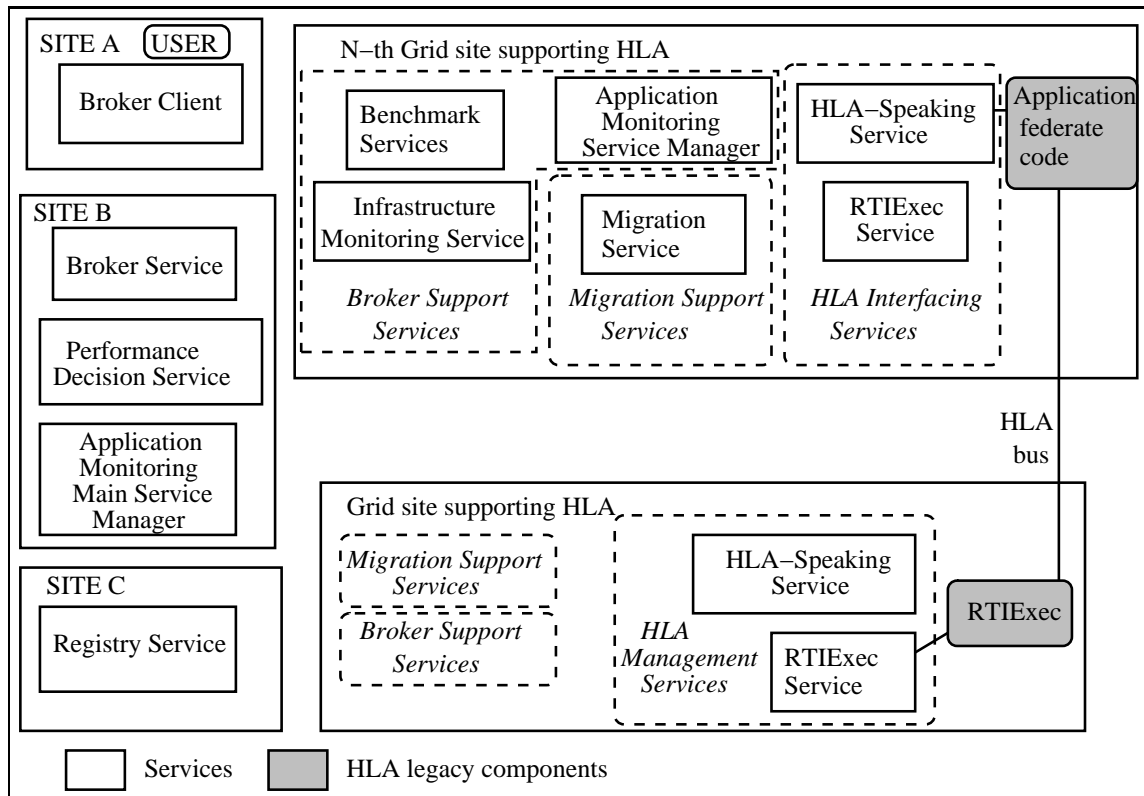 SITE A
USER
Broker Client
SITE B
Broker Service
Performance
Decision Service
Application
Monitoring
Main Service
Manager
SITE C
Registry Service
N−th Grid site supporting HLA
Benchmark
Services
Application
Monitoring
Service Manager
Infrastructure
Monitoring Service
Broker Support
Services
Migration
Service
Migration Support
Services
HLA−Speaking
Service
RTIExec
Service
HLA Interfacing
Services
Application
federate
code
HLA
bus
Grid site supporting HLA
Migration Support
Services
Broker Support
Services
HLA−Speaking
Service
HLA
Management
Services
RTIExec
Service
RTIExec
Services
HLA legacy components